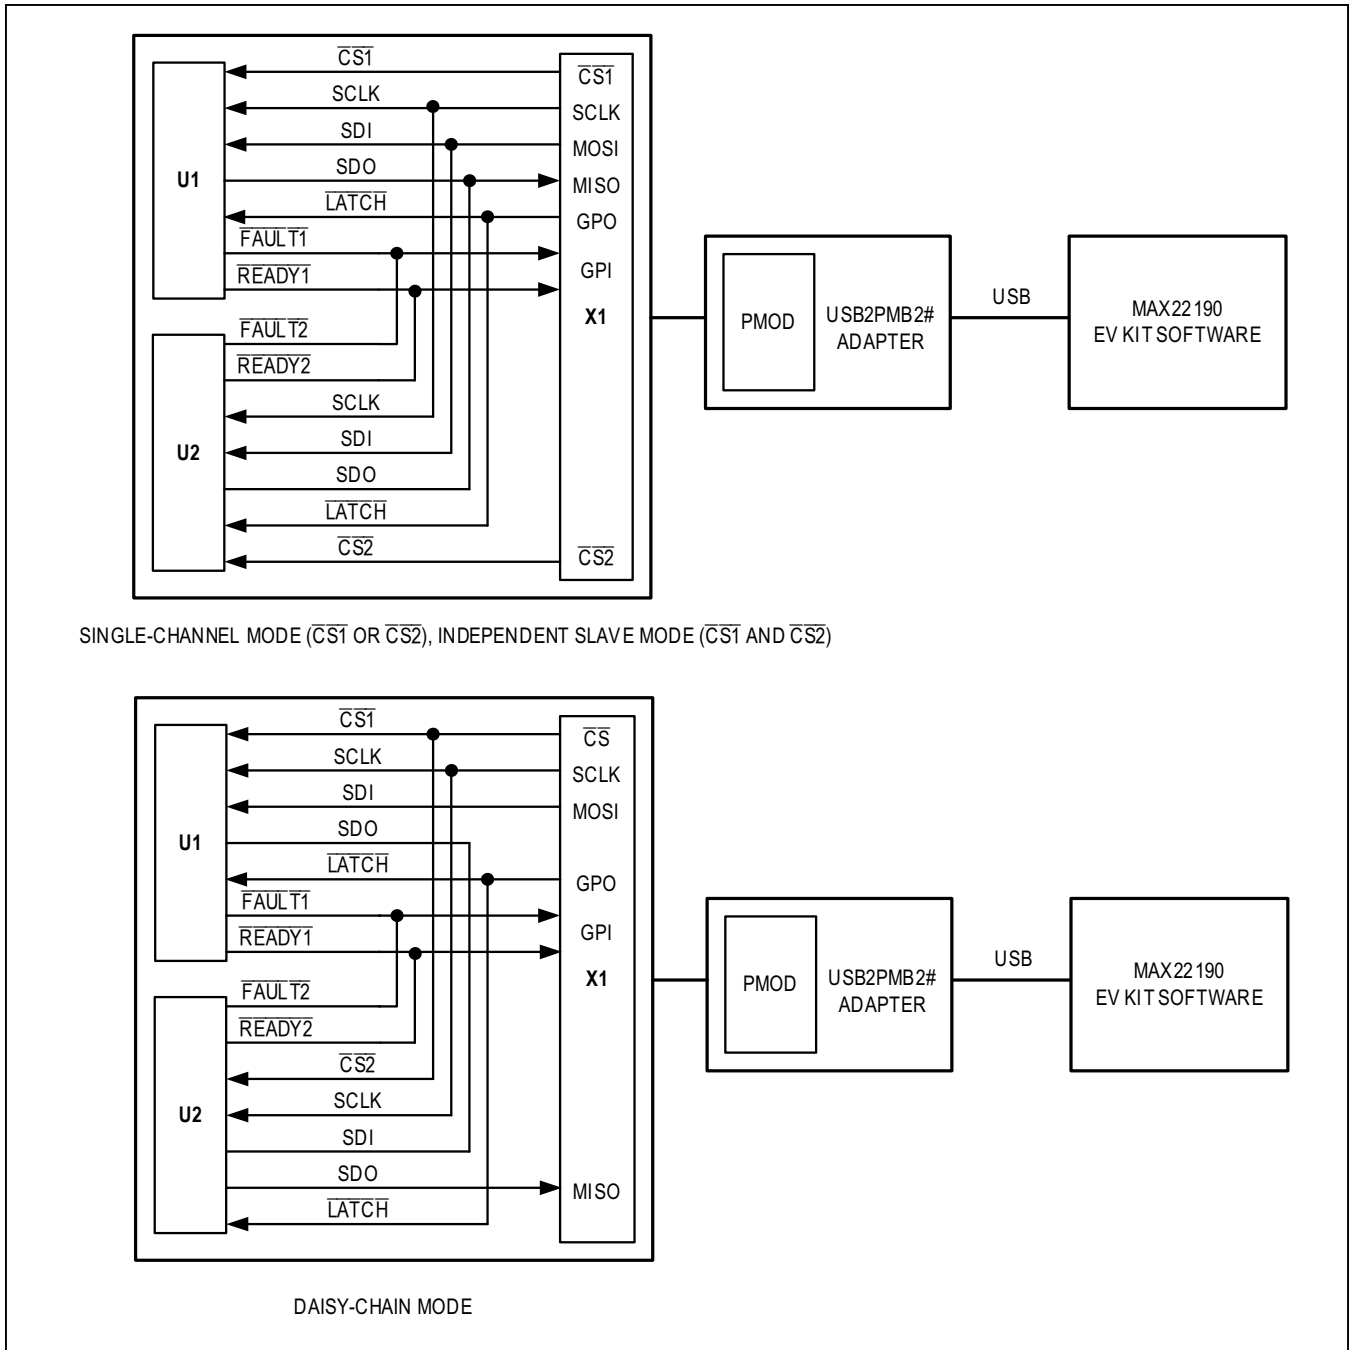 CS1
SCLK
SDI
SDO
LATCH
FAULT1
READY1
U1
FAULT2
READY2
SCLK
SDI
SDO
LATCH
CS2
U2
CS1
SCLK
MOSI
MISO
GPO
GPI
X1
CS2
PMOD
USB2PMB2#
ADAPTER
USB
MAX22190
EV KIT SOFTWARE
SINGLE-CHANNEL MODE (CS1 OR CS2), INDEPENDENT SLAVE MODE (CS1 AND CS2)
CS1
SCLK
SDI
SDO
LATCH
FAULT1
READY1
U1
FAULT2
READY2
CS2
SCLK
SDI
SDO
LATCH
U2
CS
SCLK
MOSI
GPO
GPI
X1
MISO
PMOD
USB2PMB2#
ADAPTER
USB
MAX22190
EV KIT SOFTWARE
DAISY-CHAIN MODE